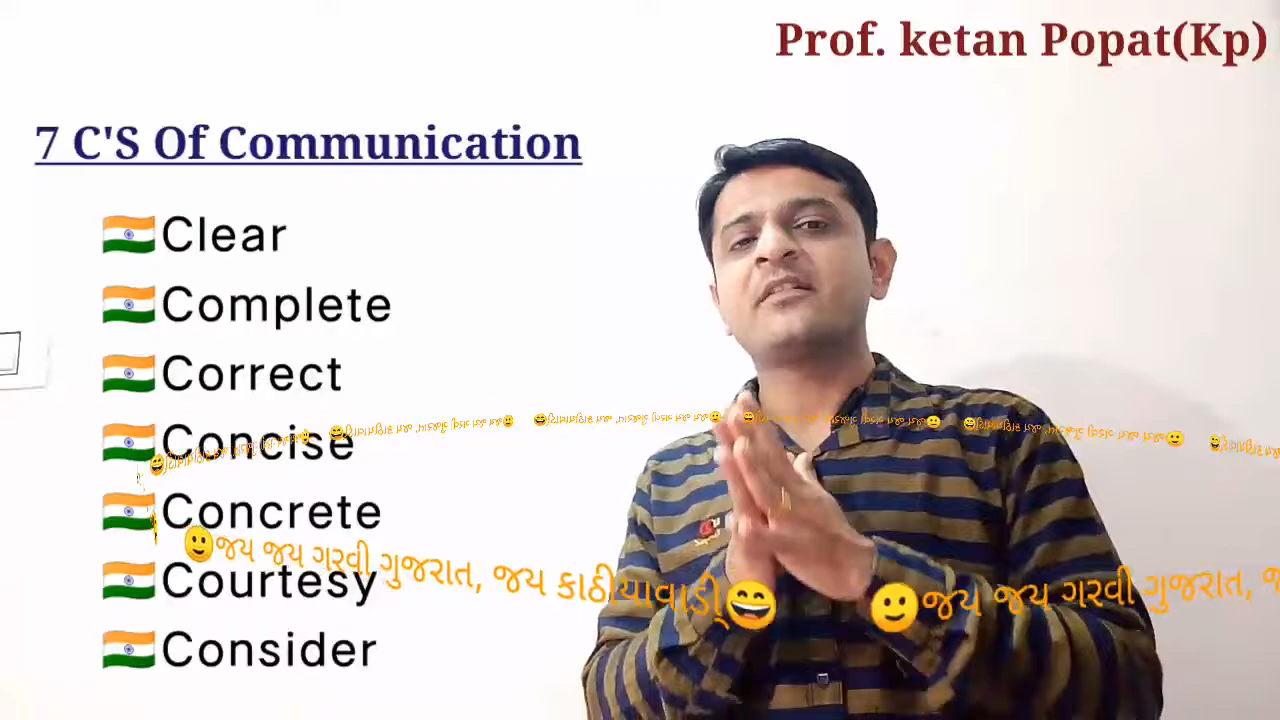 Prof. ketan Popat(Kp)
7 C'S Of Communication
🇮🇳Clear
🇮🇳Complete
🇮🇳Correct
🇮🇳Concise
🇮🇳Concrete
🇮🇳Courtesy
🇮🇳Consider
🙂જય જય ગરવી ગુજરાત, જય કાઠીયાવાડી😄
🙂જય જય ગરવી ગુજરાત,